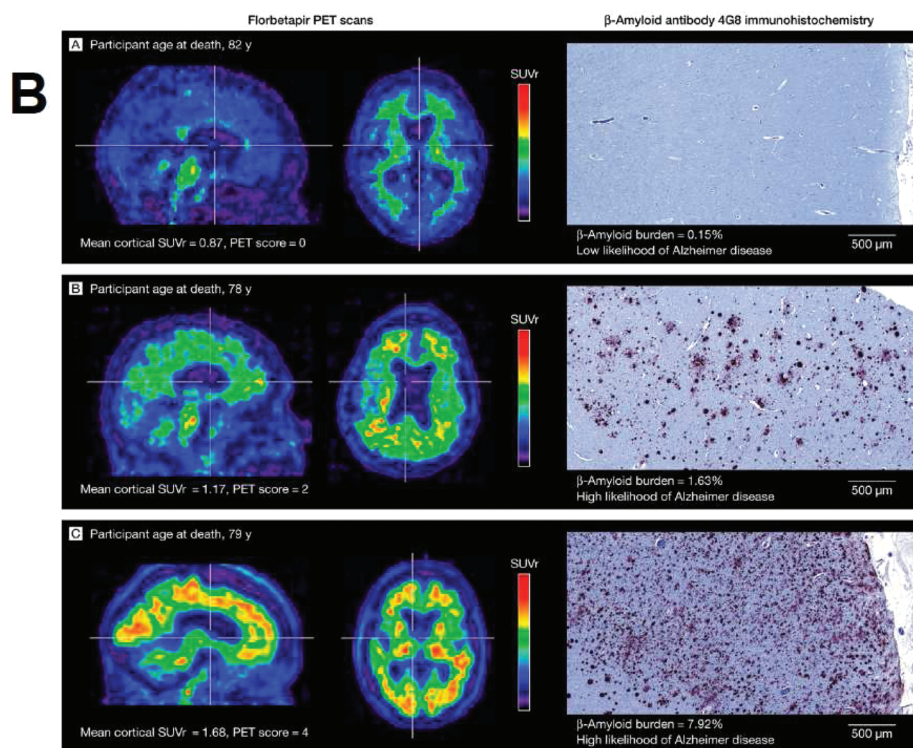 Florbetapir PET scans
β-Amyloid antibody 4G8 immunohistochemistry
B
A Participant age at death, 82 y
SUVr
Mean cortical SUVr = 0.87, PET score = 0
β-Amyloid burden = 0.15%
Low likelihood of Alzheimer disease
500 µm
B Participant age at death, 78 y
SUVr
Mean cortical SUVr = 1.17, PET score = 2
β-Amyloid burden = 1.63%
High likelihood of Alzheimer disease
500 µm
C Participant age at death, 79 y
SUVr
Mean cortical SUVr = 1.68, PET score = 4
β-Amyloid burden = 7.92%
High likelihood of Alzheimer disease
500 µm